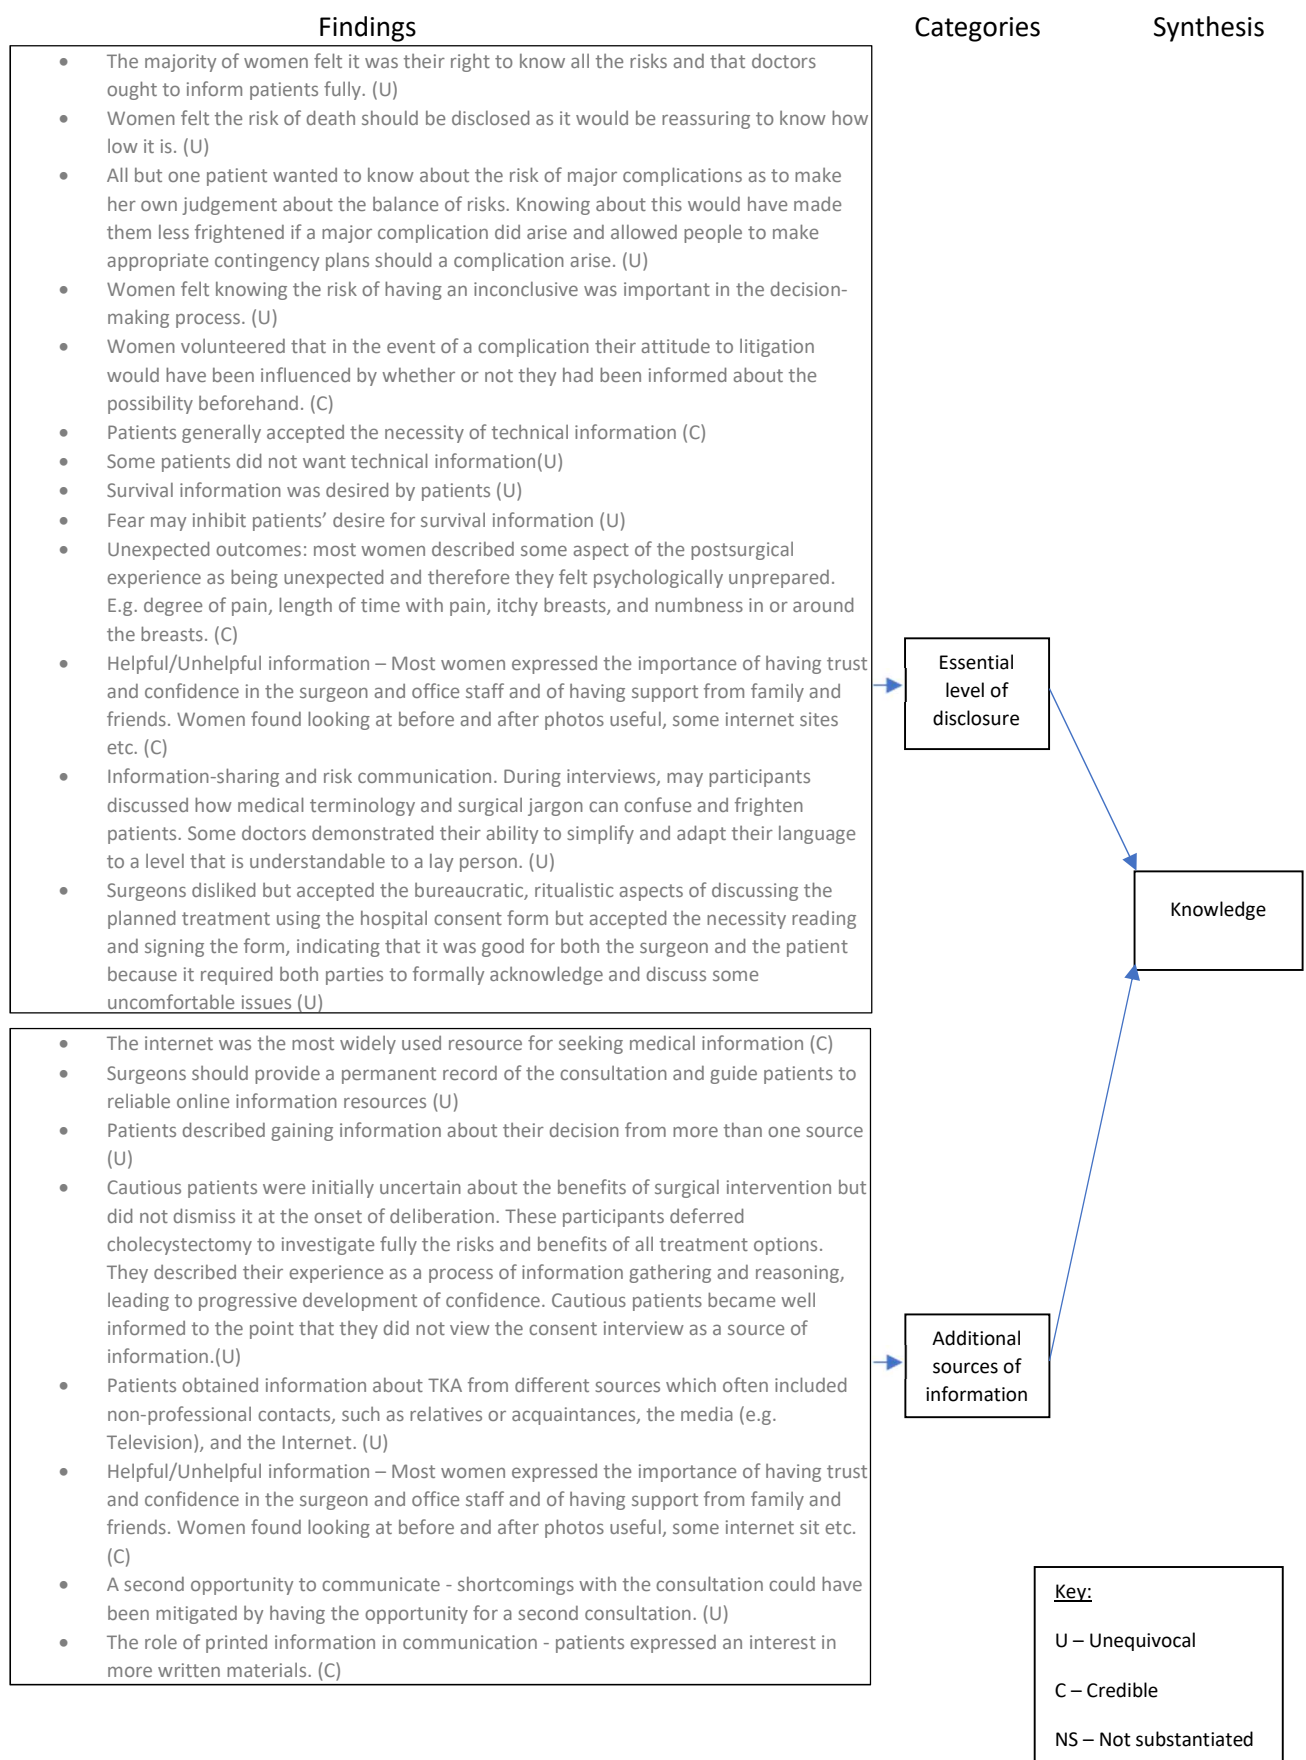 Findings
Categories
Synthesis
• The majority of women felt it was their right to know all the risks and that doctors
ought to inform patients fully. (U)
• Women felt the risk of death should be disclosed as it would be reassuring to know how
low it is. (U)
• All but one patient wanted to know about the risk of major complications as to make
her own judgement about the balance of risks. Knowing about this would have made
them less frightened if a major complication did arise and allowed people to make
appropriate contingency plans should a complication arise. (U)
• Women felt knowing the risk of having an inconclusive was important in the decision-
making process. (U)
• Women volunteered that in the event of a complication their attitude to litigation
would have been influenced by whether or not they had been informed about the
possibility beforehand. (C)
• Patients generally accepted the necessity of technical information (C)
• Some patients did not want technical information(U)
• Survival information was desired by patients (U)
• Fear may inhibit patients’ desire for survival information (U)
• Unexpected outcomes: most women described some aspect of the postsurgical
experience as being unexpected and therefore they felt psychologically unprepared.
E.g. degree of pain, length of time with pain, itchy breasts, and numbness in or around
the breasts. (C)
• Helpful/Unhelpful information – Most women expressed the importance of having trust
and confidence in the surgeon and office staff and of having support from family and
friends. Women found looking at before and after photos useful, some internet sites
etc. (C)
• Information-sharing and risk communication. During interviews, may participants
discussed how medical terminology and surgical jargon can confuse and frighten
patients. Some doctors demonstrated their ability to simplify and adapt their language
to a level that is understandable to a lay person. (U)
• Surgeons disliked but accepted the bureaucratic, ritualistic aspects of discussing the
planned treatment using the hospital consent form but accepted the necessity reading
and signing the form, indicating that it was good for both the surgeon and the patient
because it required both parties to formally acknowledge and discuss some
uncomfortable issues (U)
Essential
level of
disclosure
Knowledge
• The internet was the most widely used resource for seeking medical information (C)
• Surgeons should provide a permanent record of the consultation and guide patients to
reliable online information resources (U)
• Patients described gaining information about their decision from more than one source
(U)
• Cautious patients were initially uncertain about the benefits of surgical intervention but
did not dismiss it at the onset of deliberation. These participants deferred
cholecystectomy to investigate fully the risks and benefits of all treatment options.
They described their experience as a process of information gathering and reasoning,
leading to progressive development of confidence. Cautious patients became well
informed to the point that they did not view the consent interview as a source of
information.(U)
• Patients obtained information about TKA from different sources which often included
non-professional contacts, such as relatives or acquaintances, the media (e.g.
Television), and the Internet. (U)
• Helpful/Unhelpful information – Most women expressed the importance of having trust
and confidence in the surgeon and office staff and of having support from family and
friends. Women found looking at before and after photos useful, some internet sit etc.
(C)
• A second opportunity to communicate - shortcomings with the consultation could have
been mitigated by having the opportunity for a second consultation. (U)
• The role of printed information in communication - patients expressed an interest in
more written materials. (C)
Additional
sources of
information
Key:
U – Unequivocal
C – Credible
NS – Not substantiated